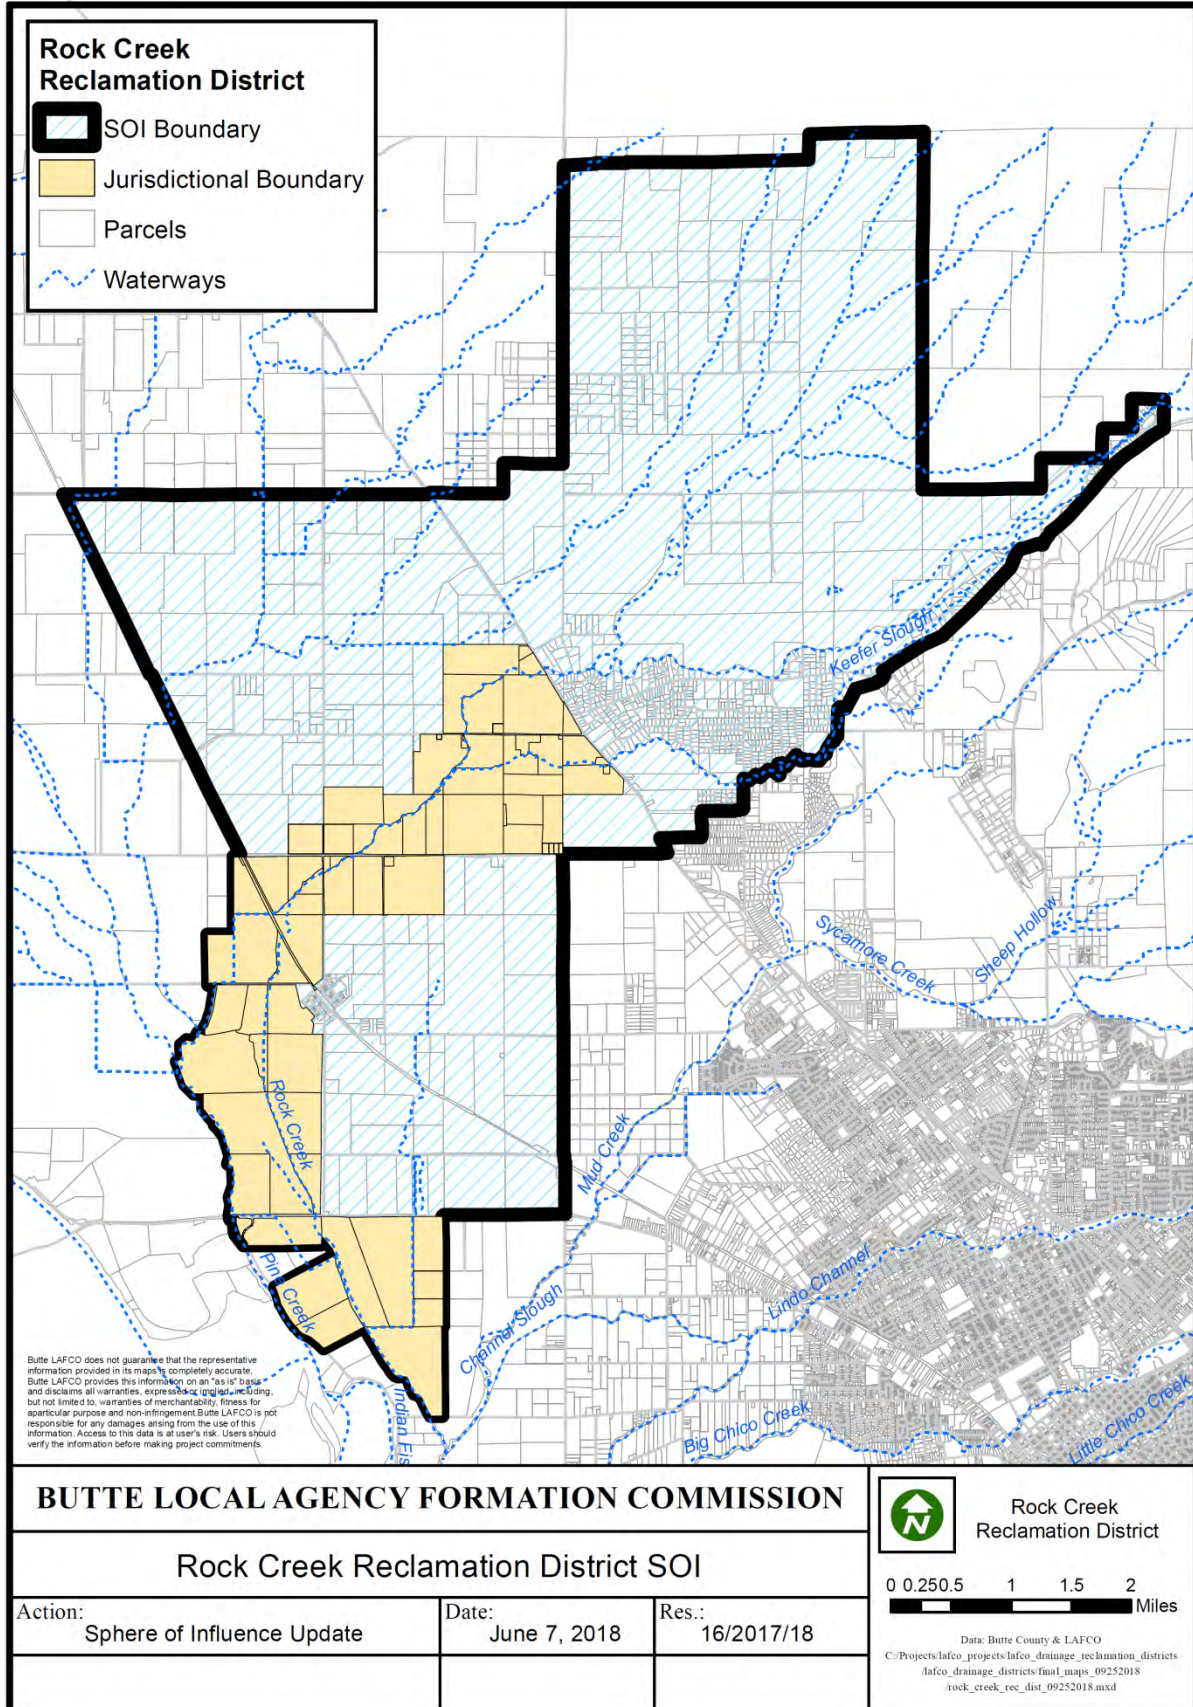 Rock Creek
Reclamation District
SOI Boundary
Jurisdictional Boundary
Parcels
Waterways
Keefer Slough
Sycamore Creek
Sheep Hollow
Rock Creek
Mud Creek
Pine Creek
Lindo Channel
Channel Slough
Indian Fis
Big Chico Creek
Little Chico Creek
Butte LAFCO does not guarantee that the representative
information provided in its maps is completely accurate.
Butte LAFCO provides this information on an "as is" basis
and disclaims all warranties, expressed or implied, including,
but not limited to, warranties of merchantability, fitness for
aparticular purpose and non-infringement.Butte LAFCO is not
responsible for any damages arising from the use of this
information. Access to this data is at user's risk. Users should
verify the information before making project commitments.
BUTTE LOCAL AGENCY FORMATION COMMISSION
Rock Creek Reclamation District SOI
Action:
Sphere of Influence Update
Date:
June 7, 2018
Res.:
16/2017/18
N
Rock Creek
Reclamation District
0 0.250.5 1 1.5 2
Miles
Data: Butte County & LAFCO
C:/Projects/lafco_projects/lafco_drainage_reclamation_districts
/lafco_drainage_districts/final_maps_09252018
/rock_creek_rec_dist_09252018.mxd